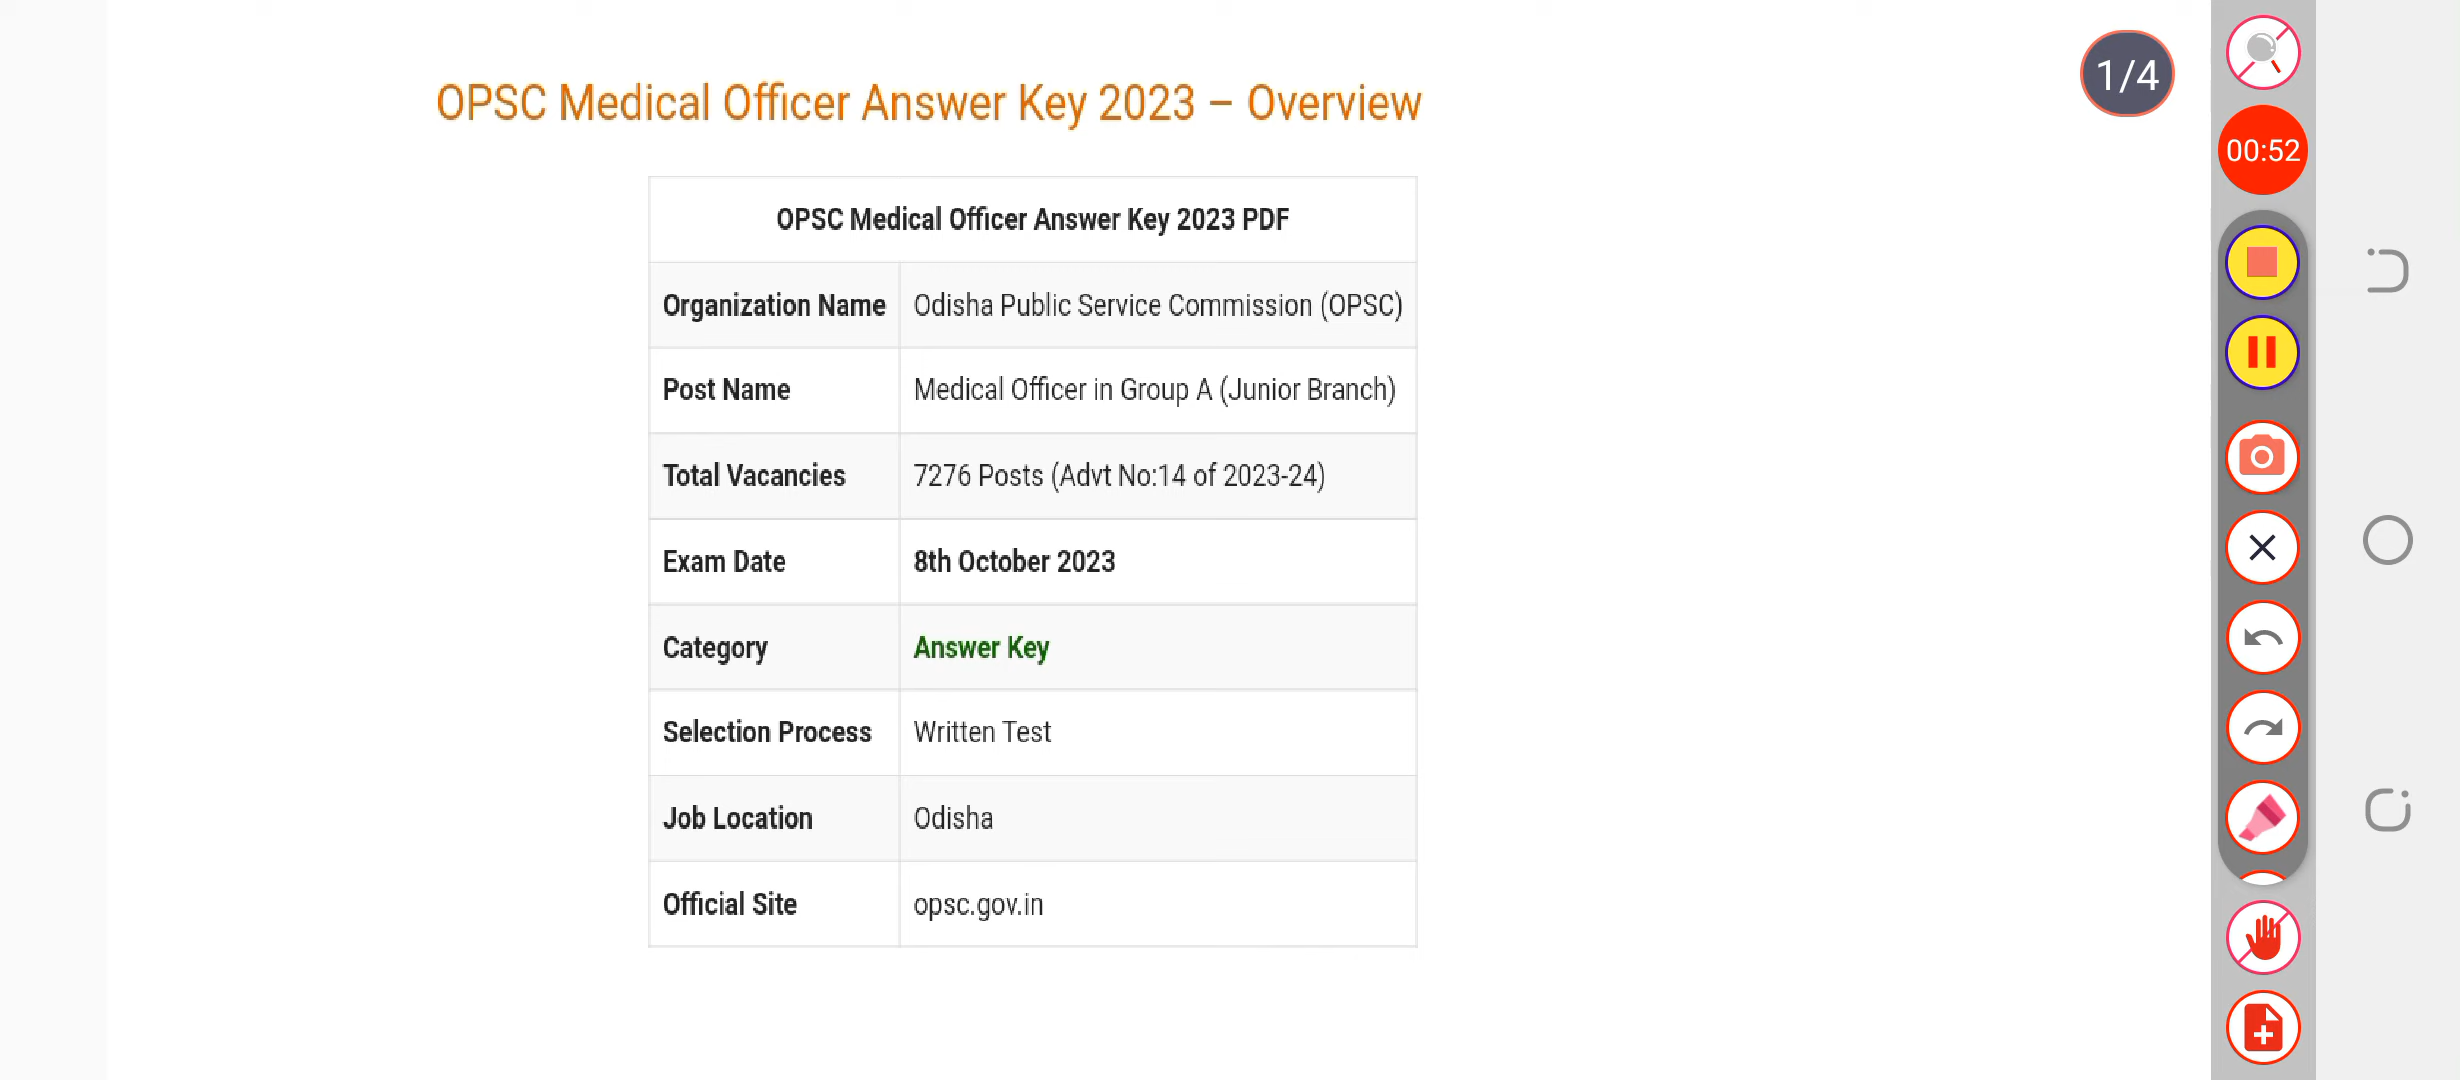 OPSC Medical Officer Answer Key 2023 – Overview
1/4
00:52
OPSC Medical Officer Answer Key 2023 PDF
Organization Name Odisha Public Service Commission (OPSC)
Post Name Medical Officer in Group A (Junior Branch)
Total Vacancies 7276 Posts (Advt No:14 of 2023-24)
Exam Date 8th October 2023
Category Answer Key
Selection Process Written Test
Job Location Odisha
Official Site opsc.gov.in